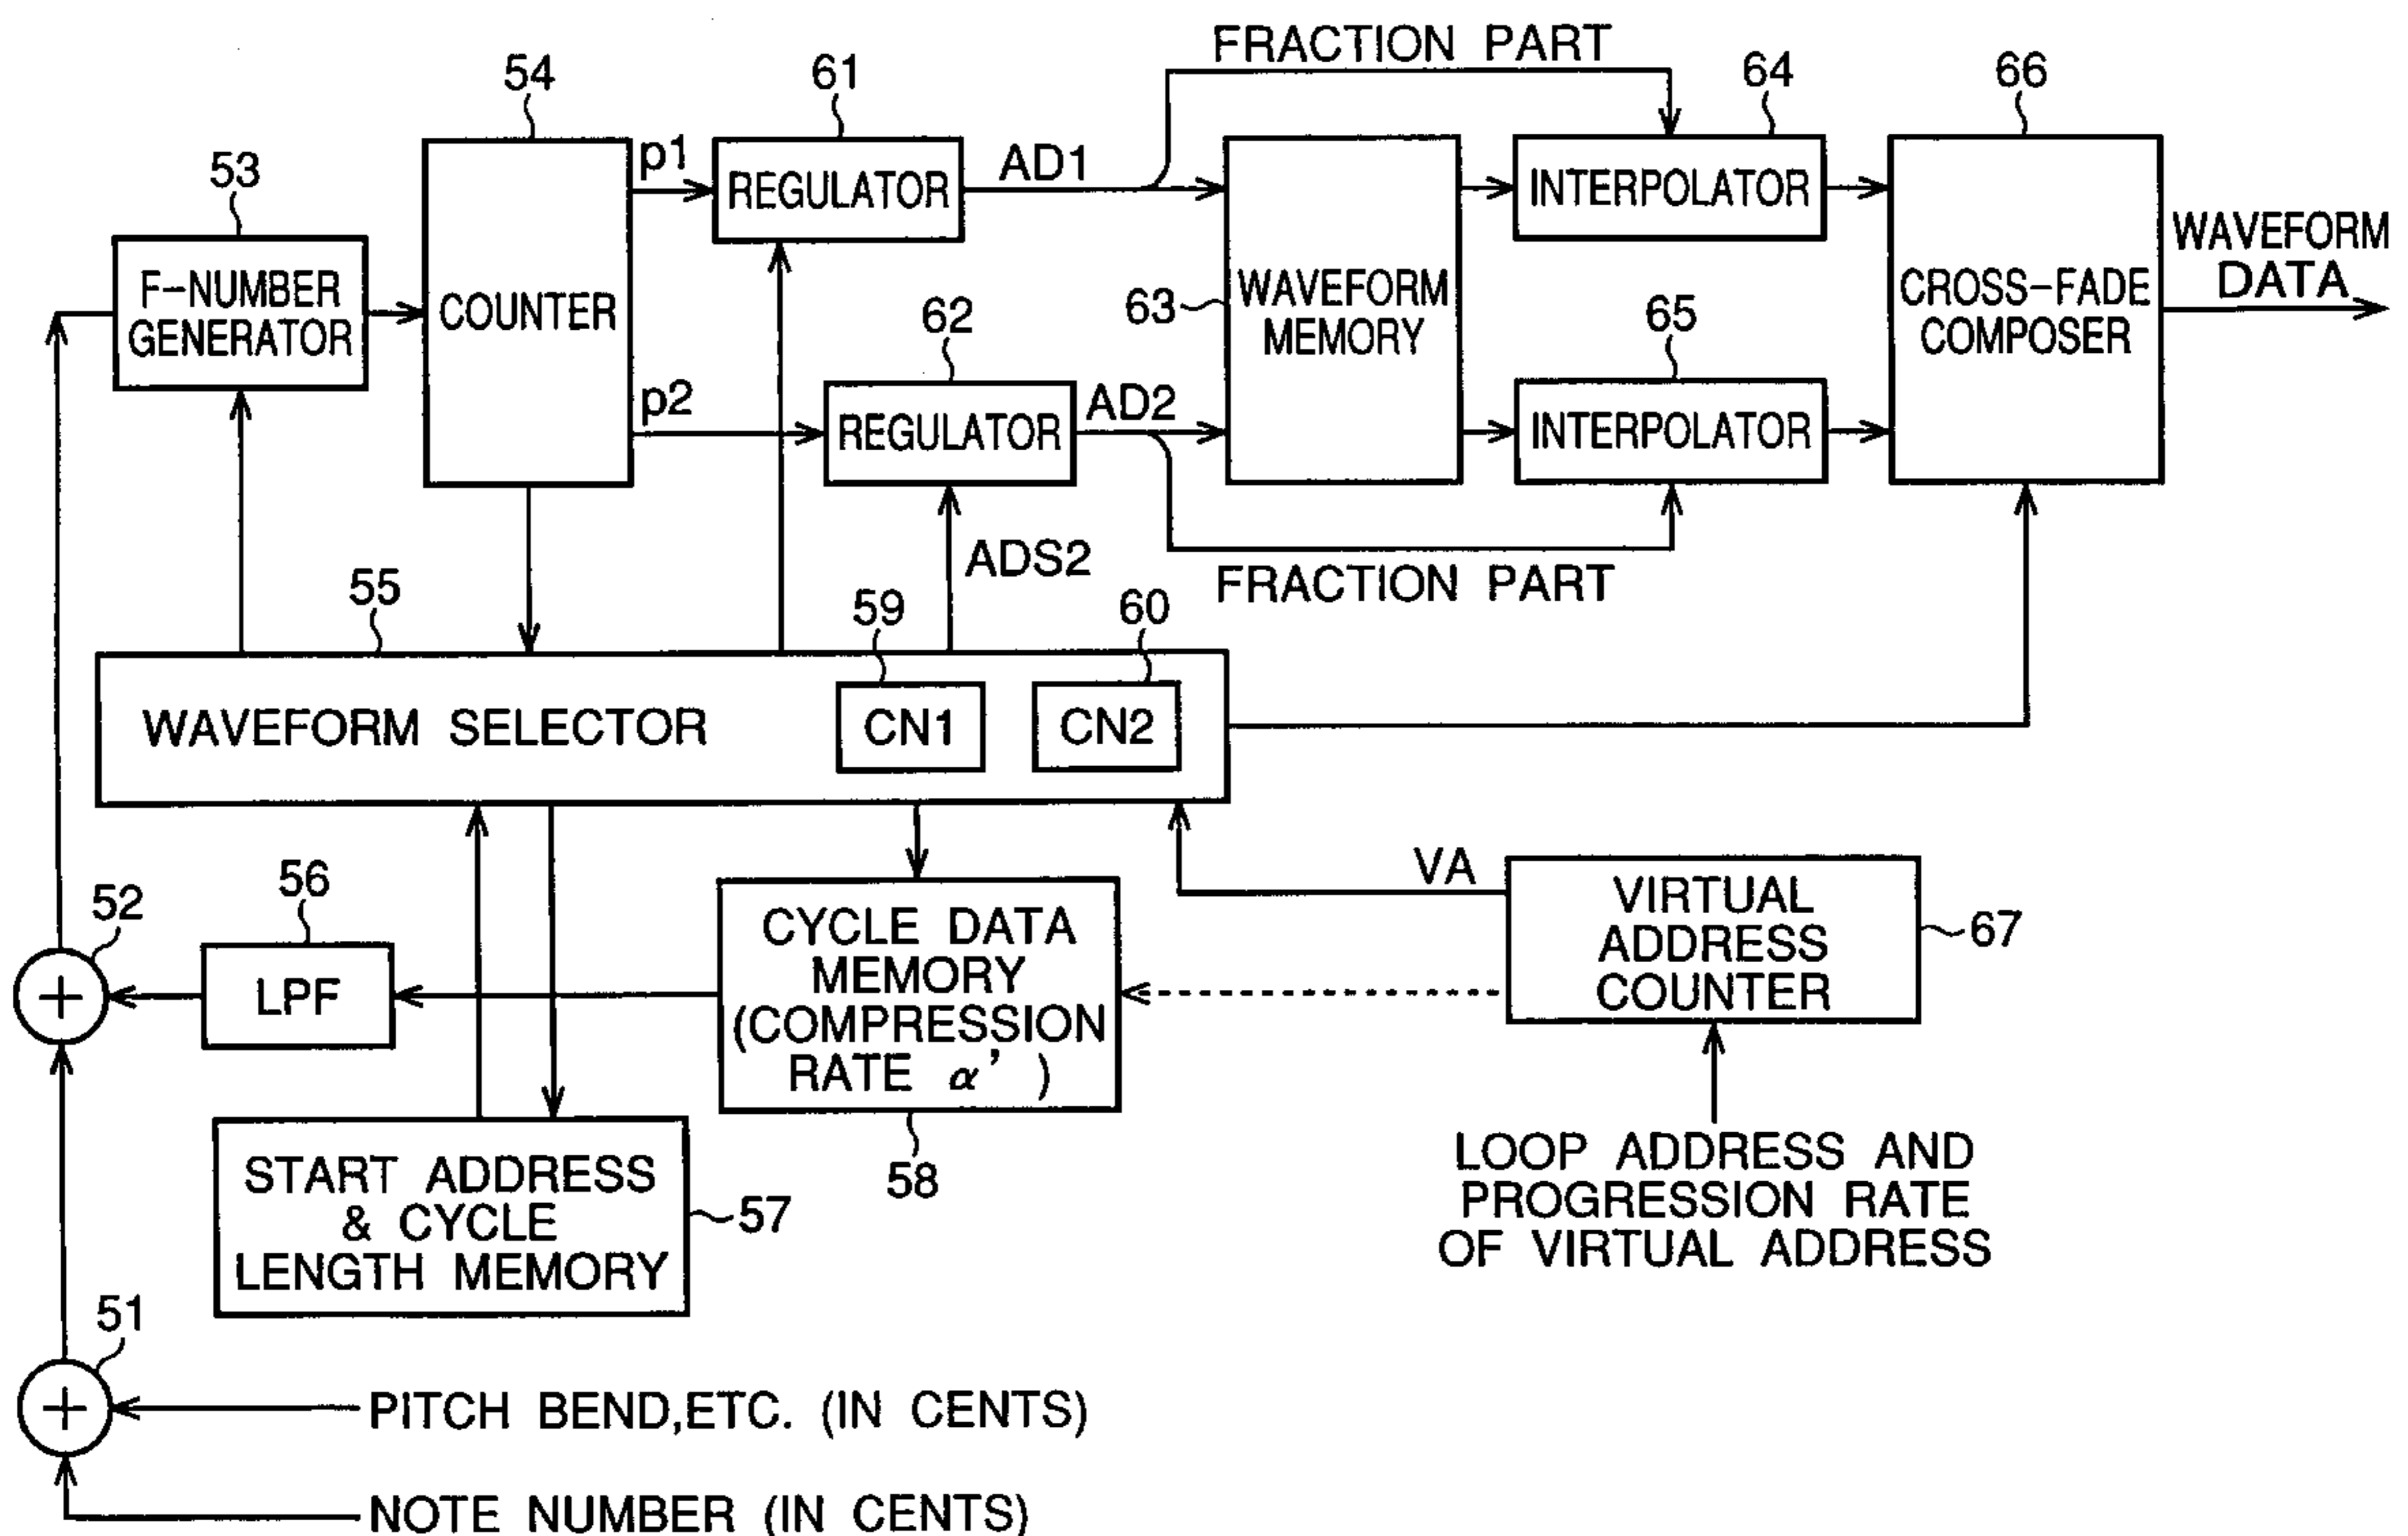 FRACTION PART
54
61
64
66
53
p1
REGULATOR
AD1
INTERPOLATOR
F-NUMBER
GENERATOR
COUNTER
62
63
WAVEFORM
MEMORY
65
CROSS-FADE
COMPOSER
WAVEFORM
DATA
p2
REGULATOR
AD2
INTERPOLATOR
ADS2
FRACTION PART
55
59
60
WAVEFORM SELECTOR
CN1
CN2
VA
52
56
LPF
CYCLE DATA
MEMORY
(COMPRESSION
RATE α' )
58
VIRTUAL
ADDRESS
COUNTER
67
START ADDRESS
& CYCLE
LENGTH MEMORY
57
LOOP ADDRESS AND
PROGRESSION RATE
OF VIRTUAL ADDRESS
51
PITCH BEND,ETC. (IN CENTS)
NOTE NUMBER (IN CENTS)